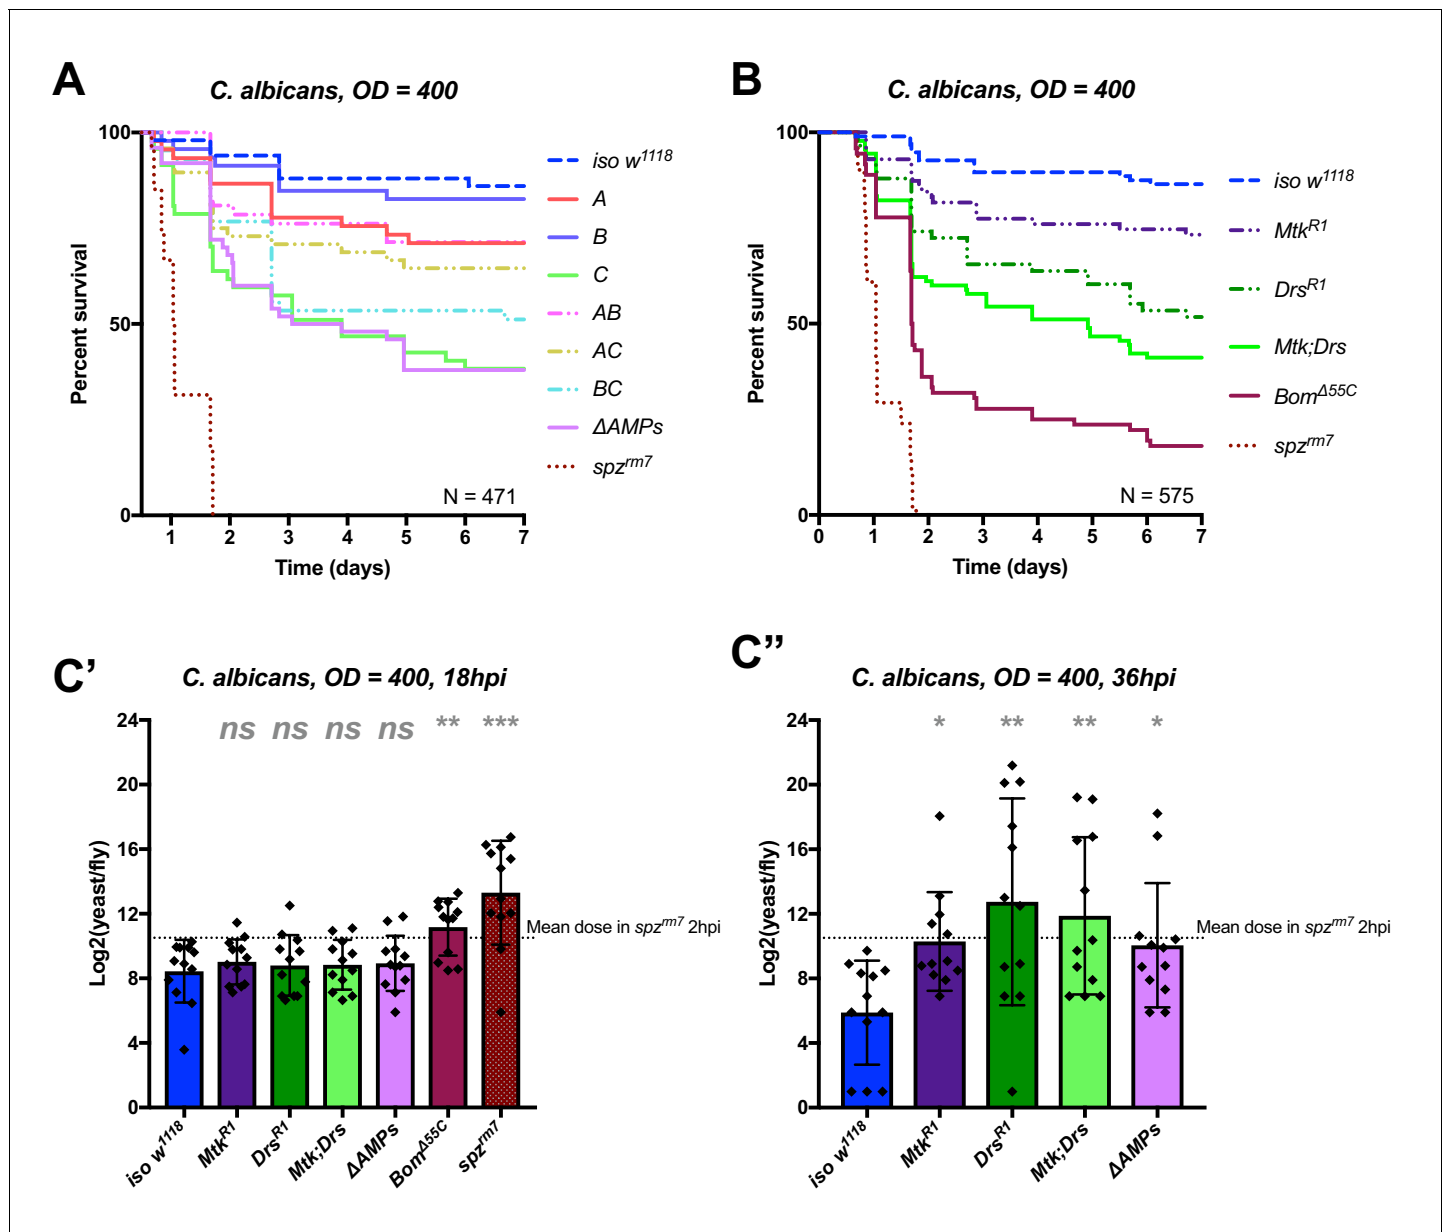 A
C. albicans, OD = 400
100
50
0
Percent survival
1 2 3 4 5 6 7
Time (days)
N = 471
iso w1118
A
B
C
AB
AC
BC
ΔAMPs
spzrm7
B
C. albicans, OD = 400
100
50
0
Percent survival
0 1 2 3 4 5 6 7
Time (days)
N = 575
iso w1118
MtkR1
DrsR1
Mtk;Drs
BomΔ55C
spzrm7
C’
C. albicans, OD = 400, 18hpi
24
20
16
12
8
4
0
Log2(yeast/fly)
ns ns ns ns ** ***
Mean dose in spzrm7 2hpi
iso w1118
MtkR1
DrsR1
Mtk;Drs
ΔAMPs
BomΔ55C
spzrm7
C”
C. albicans, OD = 400, 36hpi
24
20
16
12
8
4
0
Log2(yeast/fly)
* ** ** *
Mean dose in spzrm7 2hpi
iso w1118
MtkR1
DrsR1
Mtk;Drs
ΔAMPs